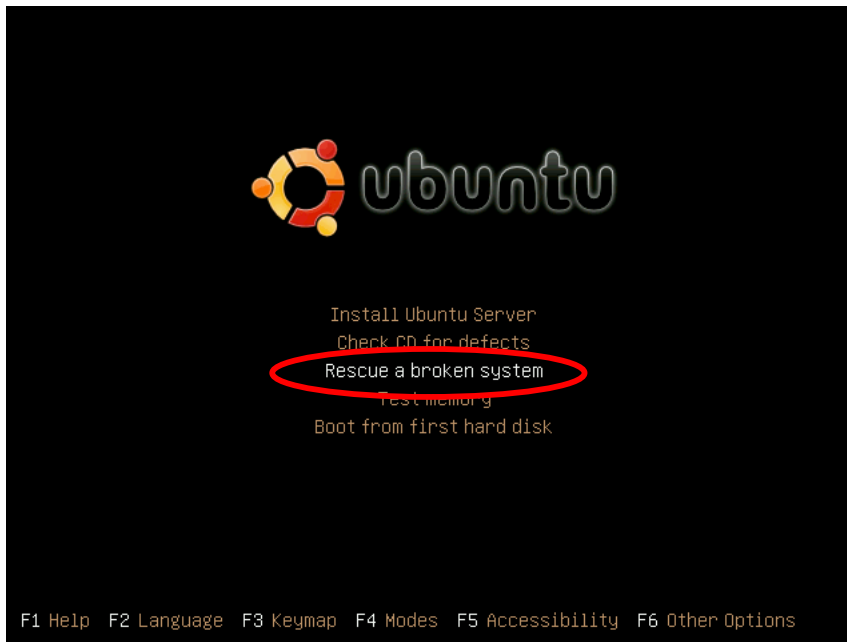 ubuntu
Install Ubuntu Server
Check CD for defects
Rescue a broken system
Test memory
Boot from first hard disk
F1 Help F2 Language F3 Keymap F4 Modes F5 Accessibility F6 Other Options